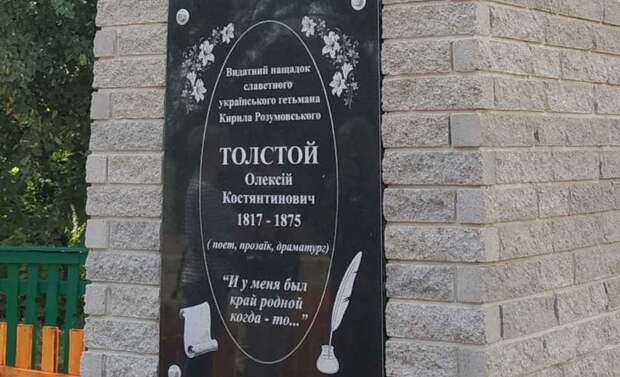 Видатний нащадок
славетного
українського гетьмана
Кирила Розумовського
ТОЛСТОЙ
Олексій
Костянтинович
1817 - 1875
( поет, прозаїк, драматург)
"И у меня был
край родной
когда - то..."